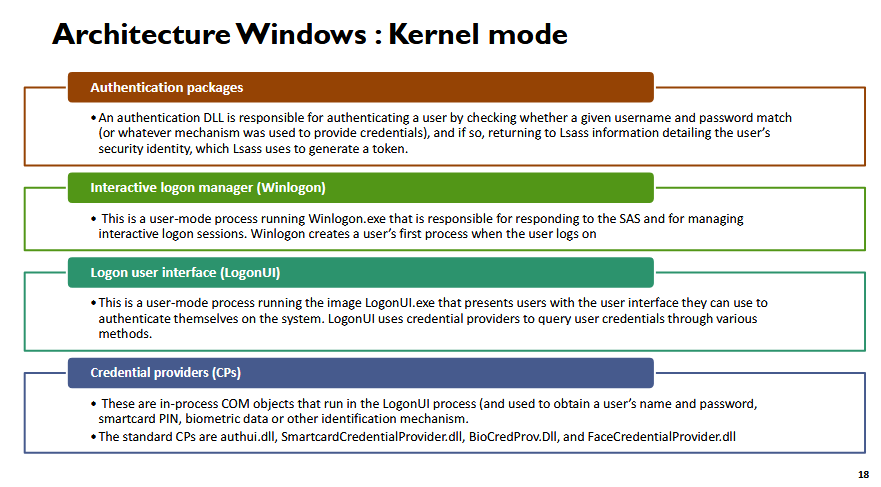 Architecture Windows : Kernel mode
Authentication packages
•An authentication DLL is responsible for authenticating a user by checking whether a given username and password match
(or whatever mechanism was used to provide credentials), and if so, returning to Lsass information detailing the user's
security identity, which Lsass uses to generate a token.
Interactive logon manager (Winlogon)
• This is a user-mode process running Winlogon.exe that is responsible for responding to the SAS and for managing
interactive logon sessions. Winlogon creates a user's first process when the user logs on
Logon user interface (LogonUI)
•This is a user-mode process running the image LogonUI.exe that presents users with the user interface they can use to
authenticate themselves on the system. LogonUI uses credential providers to query user credentials through various
methods.
Credential providers (CPs)
• These are in-process COM objects that run in the LogonUI process (and used to obtain a user's name and password,
smartcard PIN, biometric data or other identification mechanism.
•The standard CPs are authui.dll, SmartcardCredentialProvider.dll, BioCredProv.Dll, and FaceCredentialProvider.dll
18